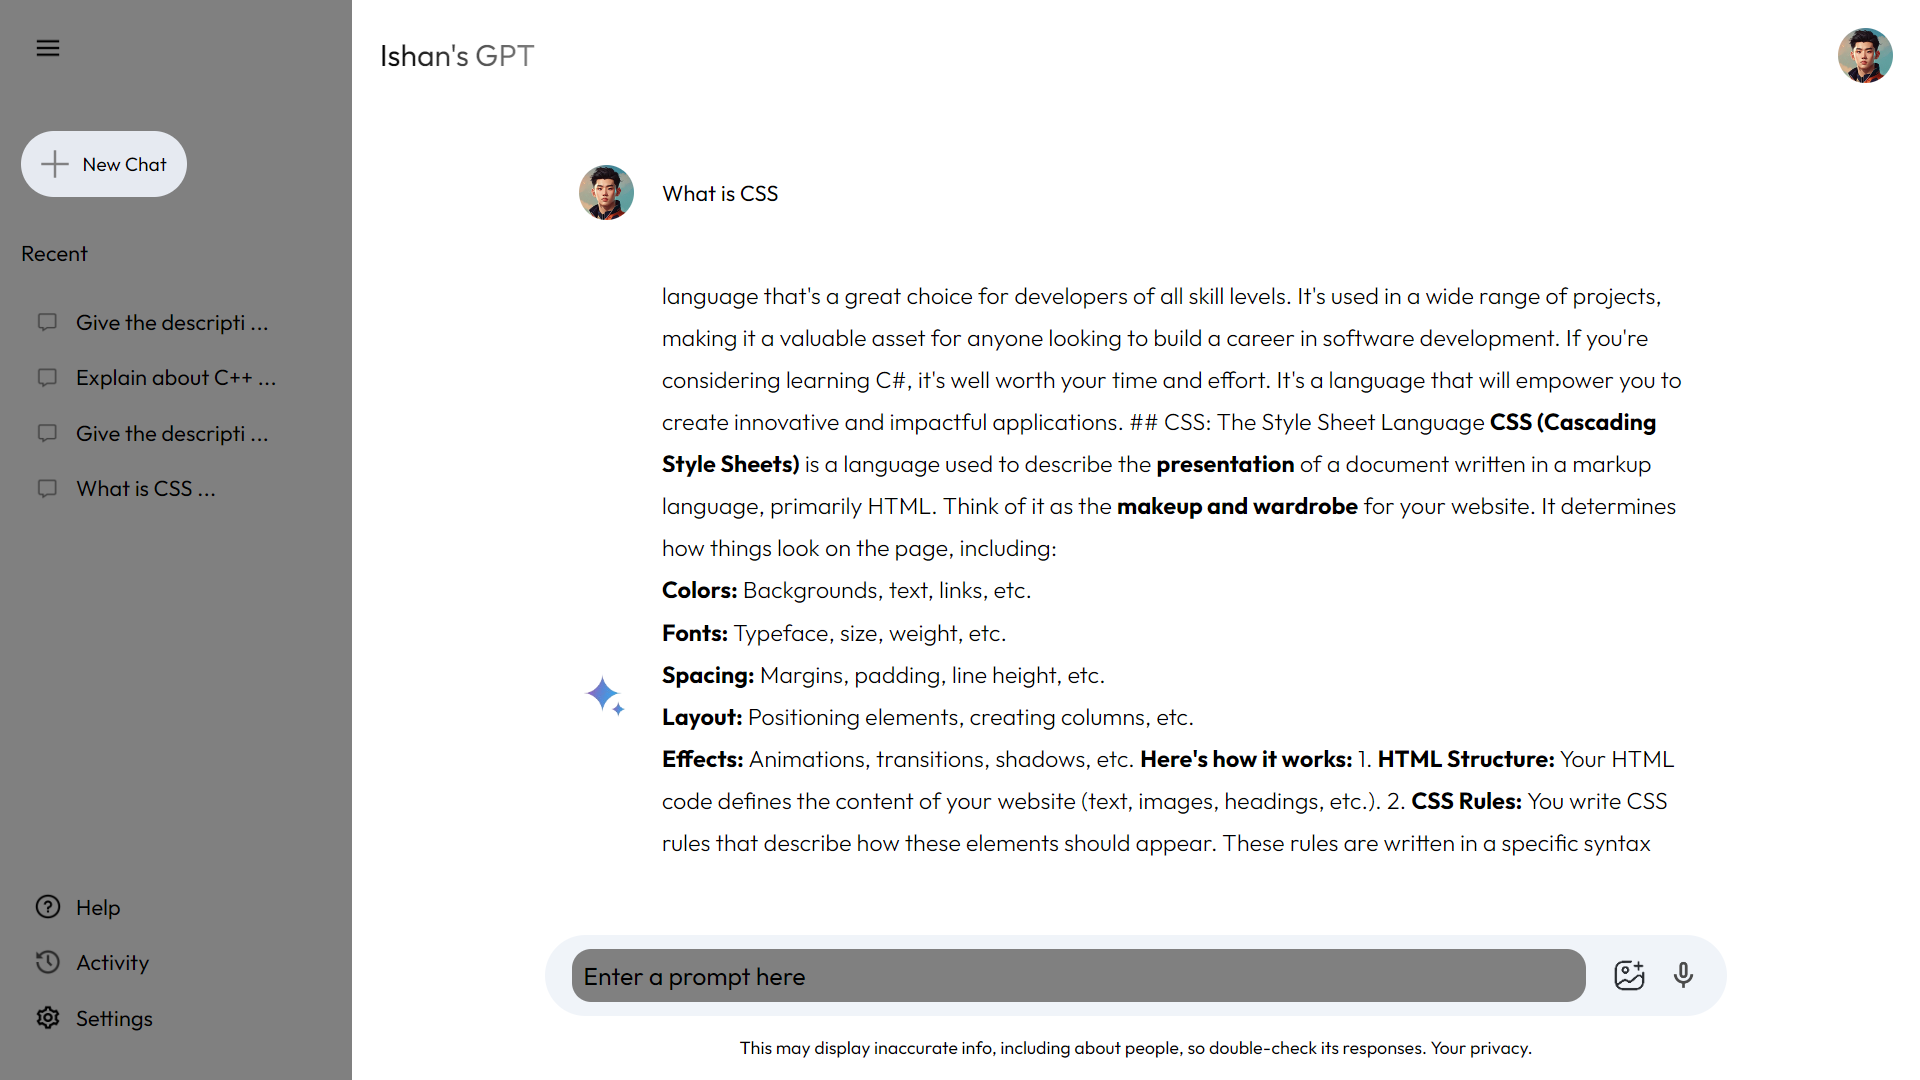 Ishan's GPT
New Chat
Recent
Give the descripti ...
Explain about C++ ...
Give the descripti ...
What is CSS ...
Help
Activity
Settings
What is CSS
language that's a great choice for developers of all skill levels. It's used in a wide range of projects,
making it a valuable asset for anyone looking to build a career in software development. If you're
considering learning C#, it's well worth your time and effort. It's a language that will empower you to
create innovative and impactful applications. ## CSS: The Style Sheet Language CSS (Cascading
Style Sheets) is a language used to describe the presentation of a document written in a markup
language, primarily HTML. Think of it as the makeup and wardrobe for your website. It determines
how things look on the page, including:
Colors: Backgrounds, text, links, etc.
Fonts: Typeface, size, weight, etc.
Spacing: Margins, padding, line height, etc.
Layout: Positioning elements, creating columns, etc.
Effects: Animations, transitions, shadows, etc. Here's how it works: 1. HTML Structure: Your HTML
code defines the content of your website (text, images, headings, etc.). 2. CSS Rules: You write CSS
rules that describe how these elements should appear. These rules are written in a specific syntax
Enter a prompt here
This may display inaccurate info, including about people, so double-check its responses. Your privacy.